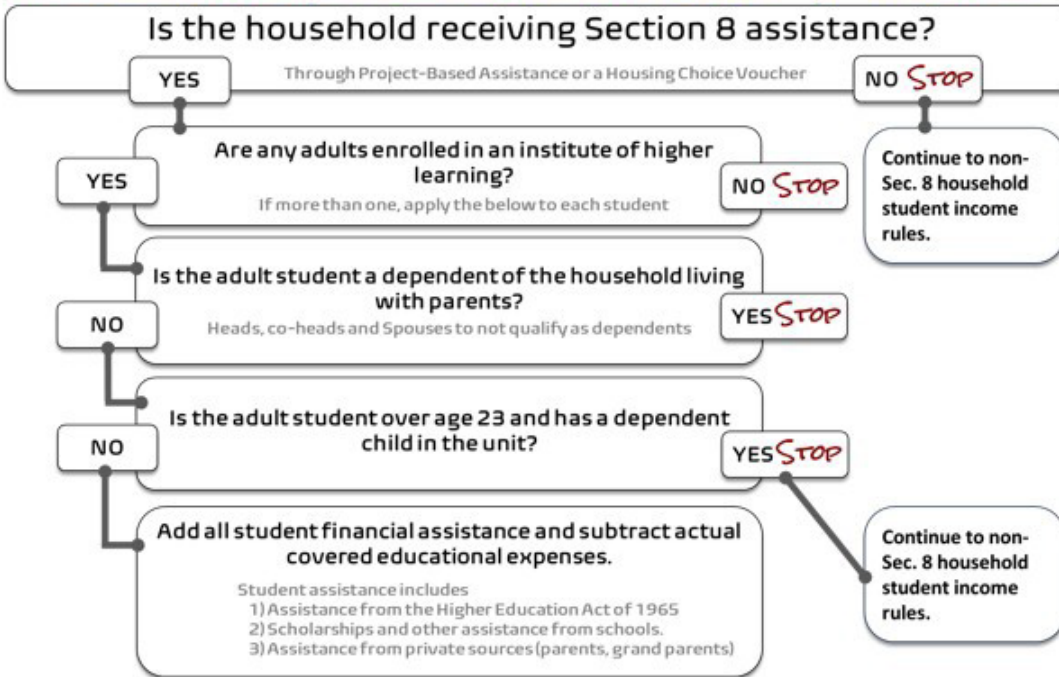 Is the household receiving Section 8 assistance?
YES
Through Project-Based Assistance or a Housing Choice Voucher
NO STOP
Are any adults enrolled in an institute of higher
learning?
If more than one, apply the below to each student
YES
NO STOP
Continue to non-
Sec. 8 household
student income
rules.
Is the adult student a dependent of the household living
with parents?
Heads, co-heads and Spouses to not qualify as dependents
NO
YES STOP
Is the adult student over age 23 and has a dependent
child in the unit?
NO
YES STOP
Add all student financial assistance and subtract actual
covered educational expenses.
Student assistance includes
1) Assistance from the Higher Education Act of 1965
2) Scholarships and other assistance from schools.
3) Assistance from private sources (parents, grand parents)
Continue to non-
Sec. 8 household
student income
rules.